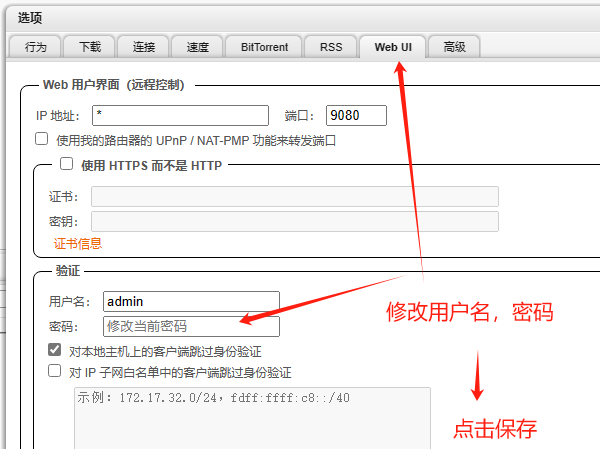 选项
行为 下载 连接 速度 BitTorrent RSS Web UI 高级
Web 用户界面（远程控制）
IP 地址： * 端口： 9080
使用我的路由器的 UPnP / NAT-PMP 功能来转发端口
使用 HTTPS 而不是 HTTP
证书：
密钥：
证书信息
验证
用户名： admin
密码： 修改当前密码
修改用户名，密码
对本地主机上的客户端跳过身份验证
对 IP 子网白名单中的客户端跳过身份验证
示例：172.17.32.0/24，fdff:ffff:c8::/40
点击保存